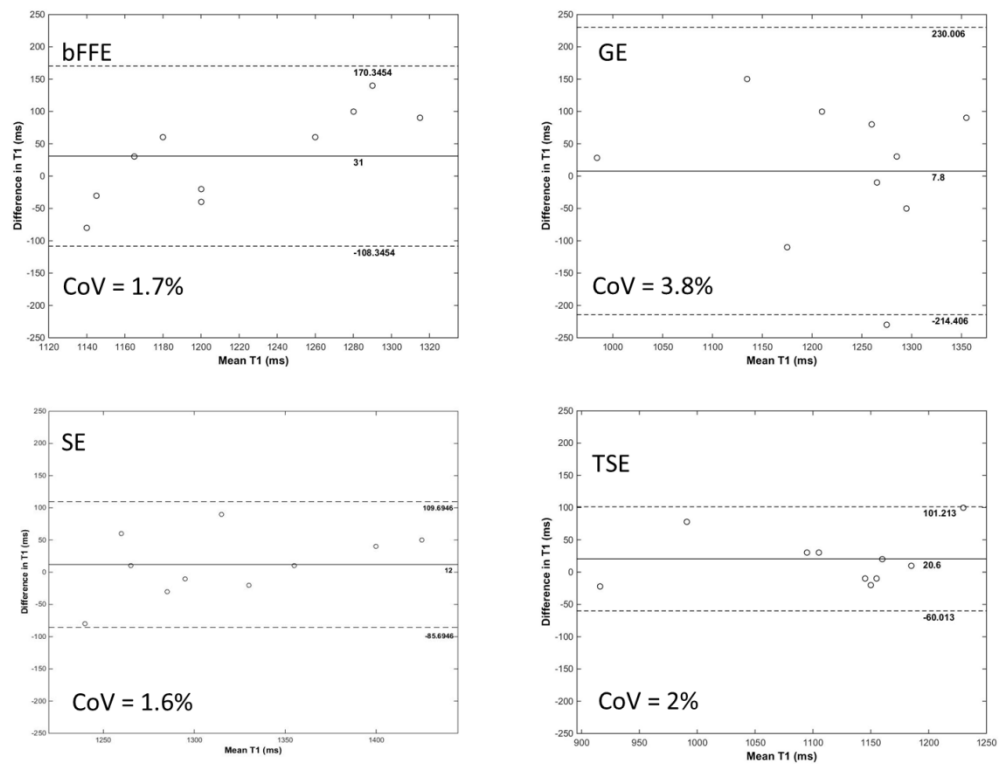 bFFE
250
200
150
100
50
0
-50
-100
-150
-200
-250
Difference in T1 (ms)
170.3454
31
-108.3454
CoV = 1.7%
1120 1140 1160 1180 1200 1220 1240 1260 1280 1300 1320
Mean T1 (ms)
GE
250
200
150
100
50
0
-50
-100
-150
-200
-250
Difference in T1 (ms)
230.006
7.8
-214.406
CoV = 3.8%
1000 1050 1100 1150 1200 1250 1300 1350
Mean T1 (ms)
SE
250
200
150
100
50
0
-50
-100
-150
-200
-250
Difference in T1 (ms)
109.6946
12
-85.6946
CoV = 1.6%
1250 1300 1350 1400
Mean T1 (ms)
TSE
250
200
150
100
50
0
-50
-100
-150
-200
-250
Difference in T1 (ms)
101.213
20.6
-60.013
CoV = 2%
900 950 1000 1050 1100 1150 1200 1250
Mean T1 (ms)